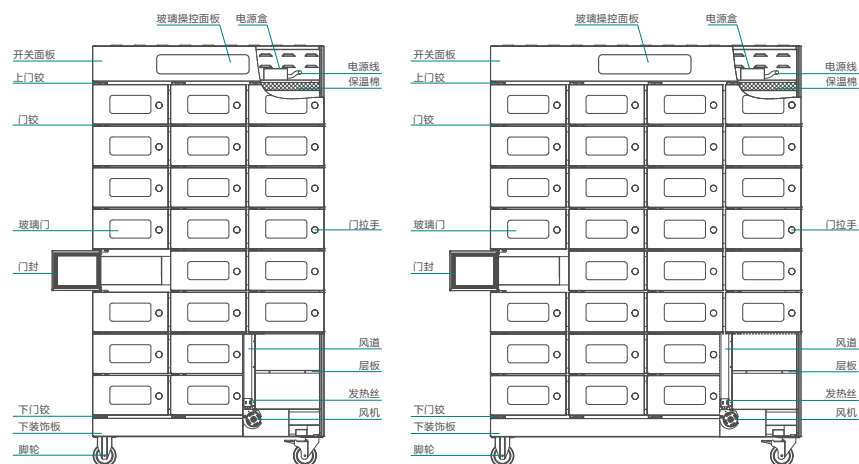 玻璃操控面板
电源盒
开关面板
电源线
上门铰
保温棉
门铰
玻璃门
门拉手
门封
风道
层板
发热丝
下门铰
风机
下装饰板
脚轮
玻璃操控面板
电源盒
开关面板
电源线
上门铰
保温棉
门铰
玻璃门
门拉手
门封
风道
层板
发热丝
下门铰
风机
下装饰板
脚轮